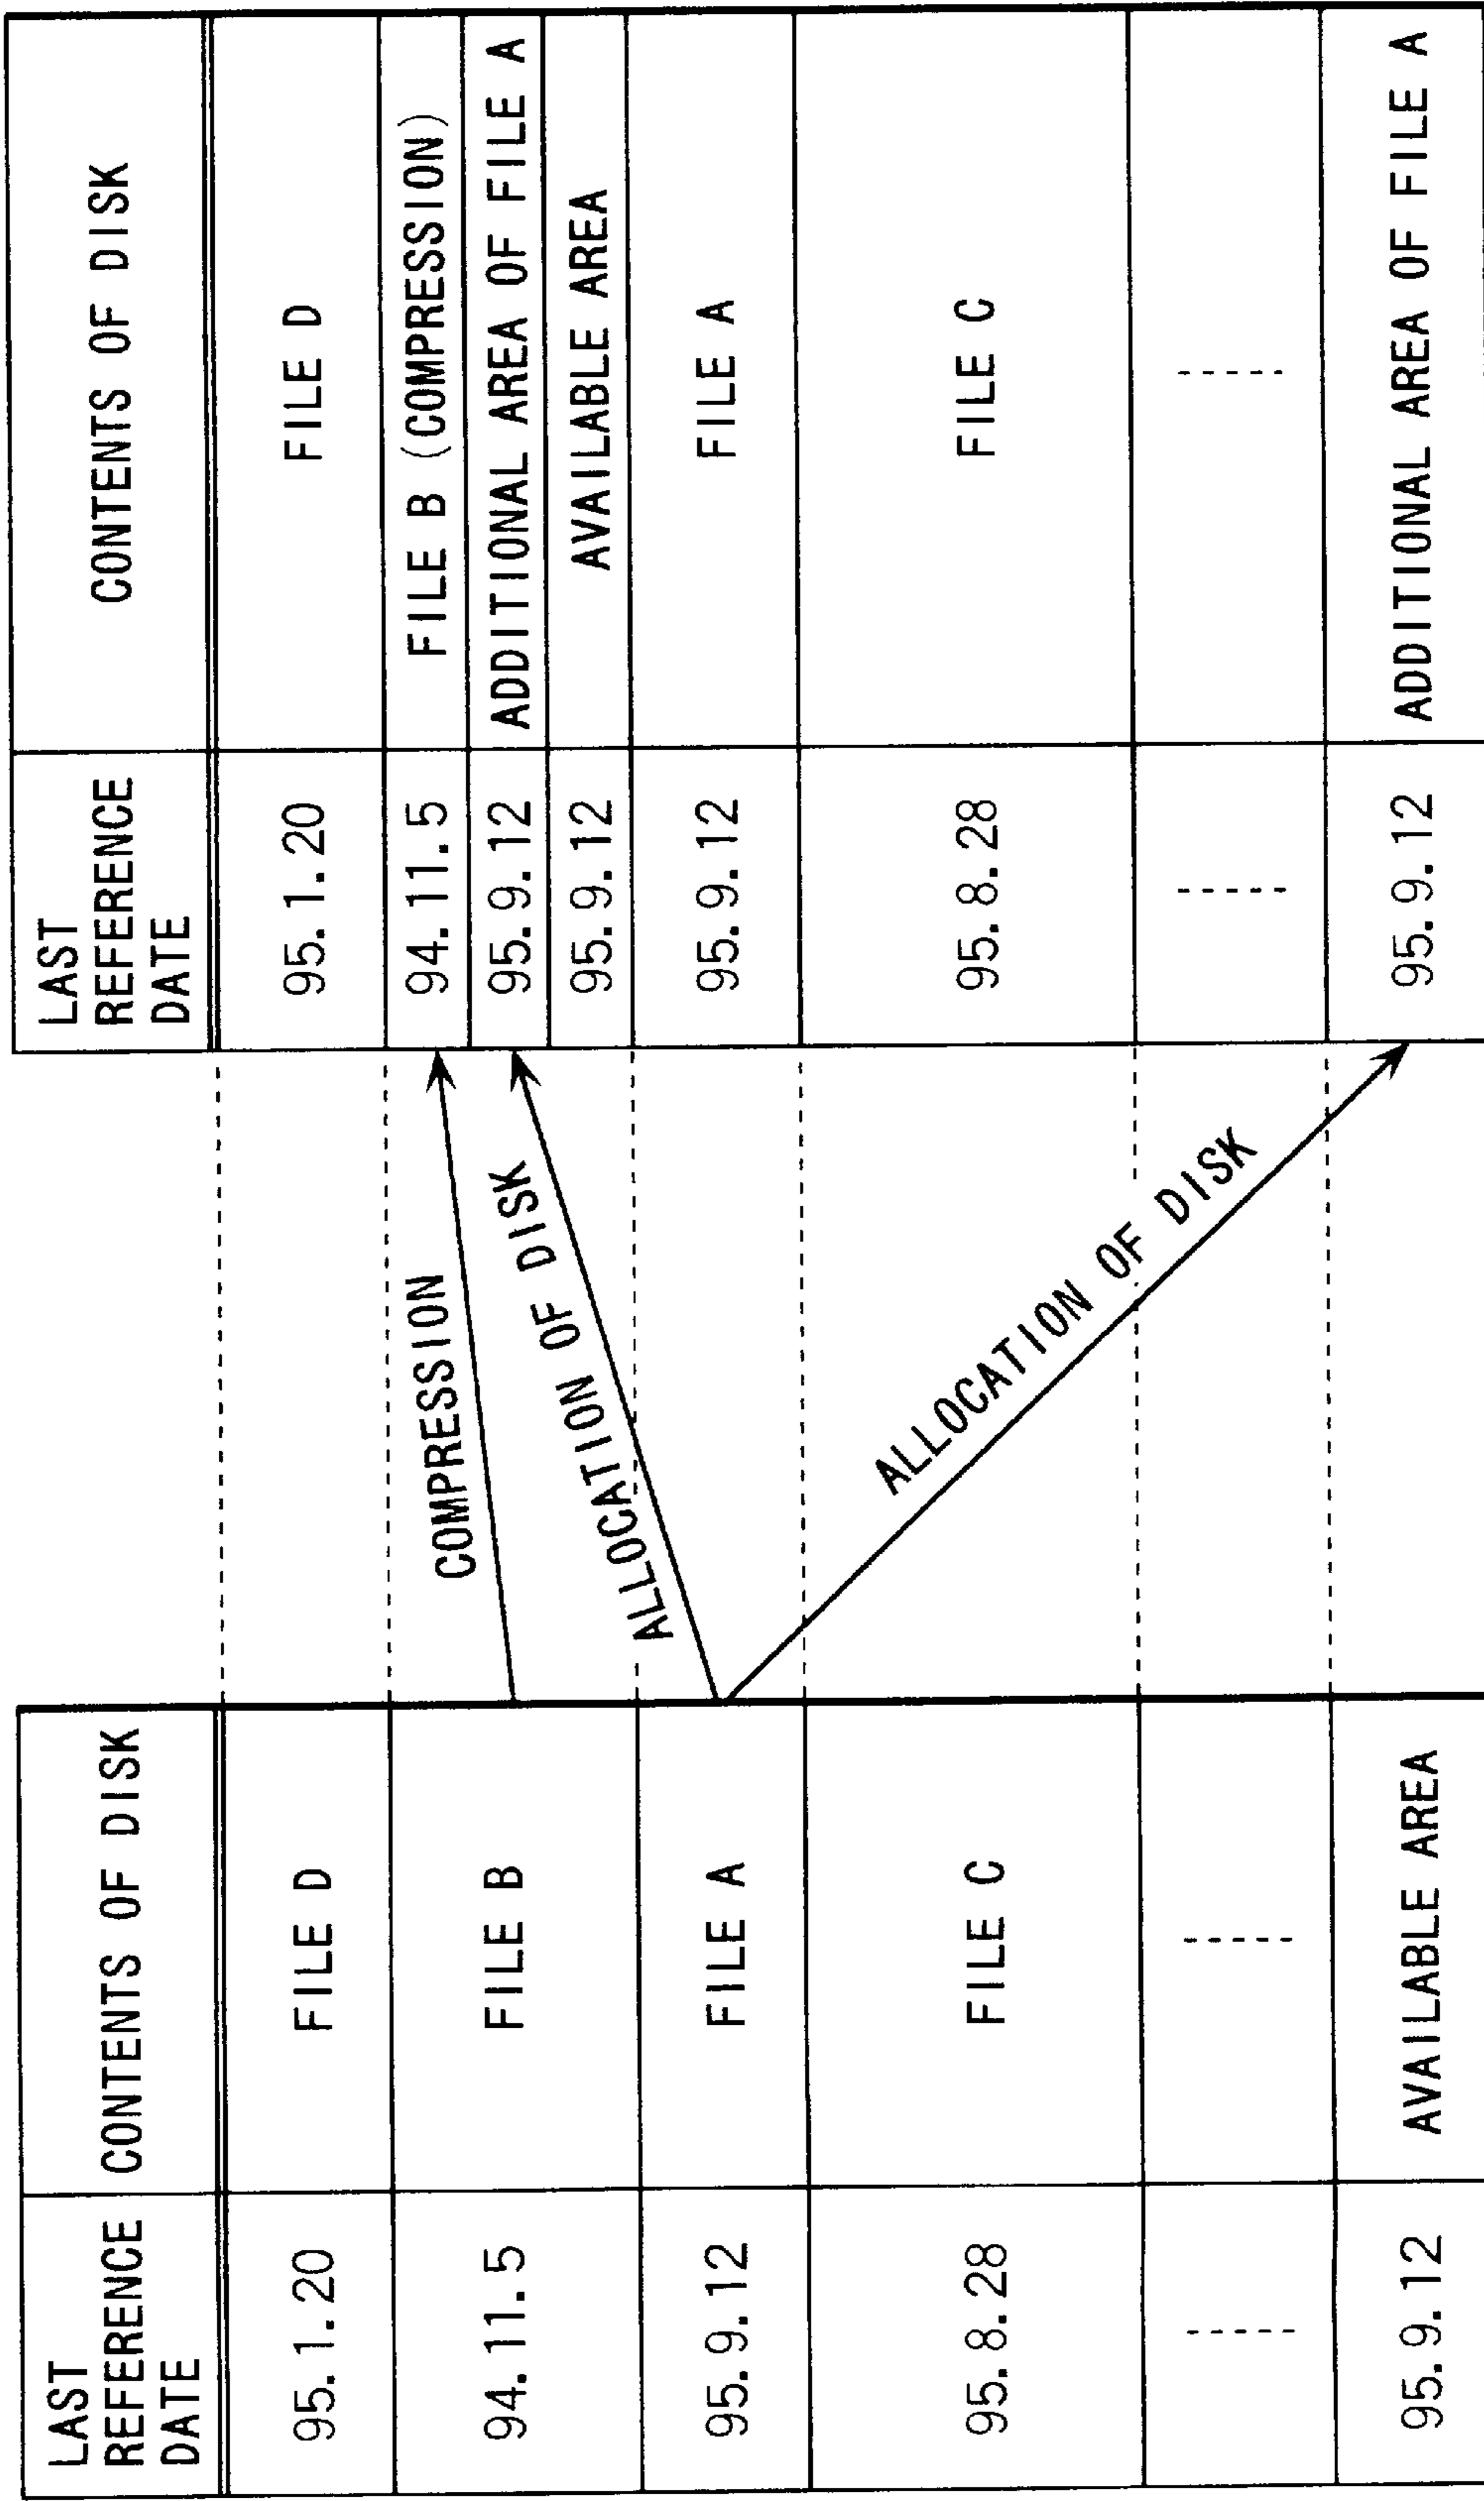 LAST REFERENCE DATE CONTENTS OF DISK
95.1.20 FILE D
94.11.5 FILE B
95.9.12 FILE A
95.8.28 FILE C
95.9.12 AVAILABLE AREA
COMPRESSION
ALLOCATION OF DISK
ALLOCATION OF DISK
LAST REFERENCE DATE CONTENTS OF DISK
95.1.20 FILE D
94.11.5 FILE B (COMPRESSION)
95.9.12 ADDITIONAL AREA OF FILE A
95.9.12 AVAILABLE AREA
95.9.12 FILE A
95.8.28 FILE C
95.9.12 ADDITIONAL AREA OF FILE A